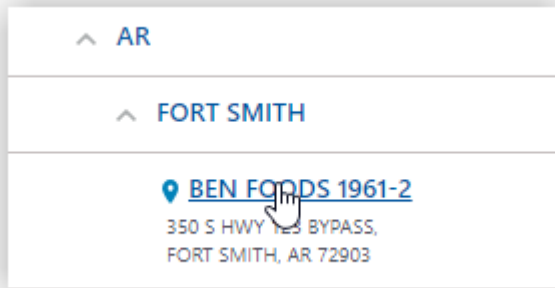 AR
FORT SMITH
BEN FOODS 1961-2
350 S HWY BYPASS,
FORT SMITH, AR 72903